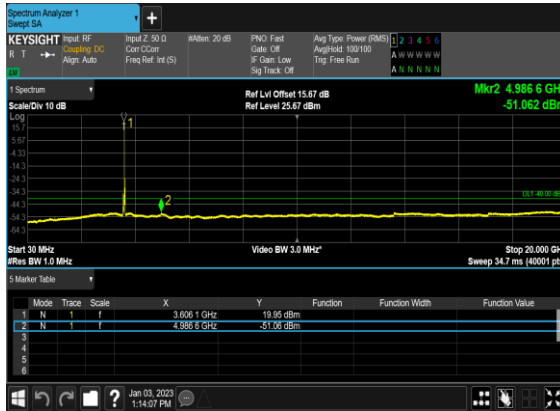 Spectrum Analyzer 1
Swept SA
KEYSIGHT Input: RF Input Z: 50 Ω #Atten: 20 dB PNO: Fast Avg Type: Power (RMS) 1 2 3 4 5 6
R T Coupling: DC Corr CCorr Gate: Off Avg|Hold: 100/100 A W W W W W
Align: Auto Freq Ref: Int (S) IF Gain: Low Trig: Free Run
Sig Track: Off A N N N N N
1 Spectrum Ref Lvl Offset 15.67 dB Mkr2 4.986 6 GHz
Scale/Div 10 dB Ref Level 25.67 dBm -51.062 dBm
Log
15.7
5.67
-4.33
-14.3
-24.3
-34.3
-44.3
-54.3
-64.3
1
2
DL1 -40.00 dB
Start 30 MHz Video BW 3.0 MHz* Stop 20.000 GHz
#Res BW 1.0 MHz Sweep 34.7 ms (40001 pts
5 Marker Table
Mode Trace Scale X Y Function Function Width Function Value
1 N 1 f 3.606 1 GHz 19.95 dBm
2 N 1 f 4.986 6 GHz -51.06 dBm
3
4
5
6
? Jan 03, 2023
1:14:07 PM